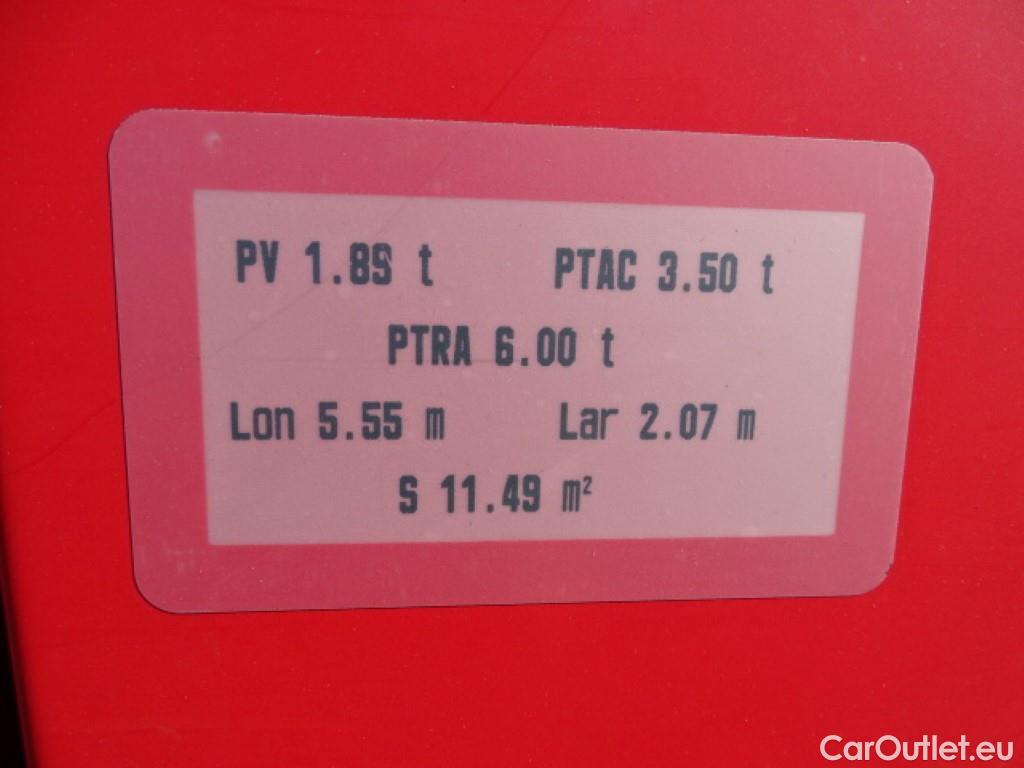 PV 1.89 t PTAC 3.50 t
PTRA 6.00 t
Lon 5.55 m Lar 2.07 m
S 11.49 m²
CarOutlet.eu